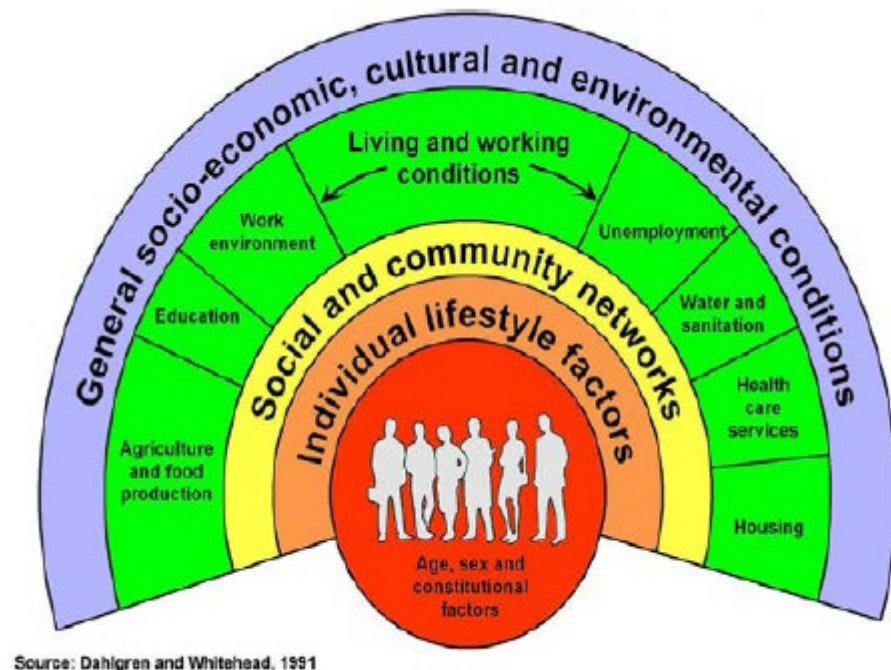 General socio-economic, cultural and environmental conditions
Living and working
conditions
Work
environment
Unemployment
Education
Water and
sanitation
Agriculture
and food
production
Health
care
services
Housing
Social and community networks
Individual lifestyle factors
Age, sex and
constitutional
factors
Source: Dahlgren and Whitehead, 1991